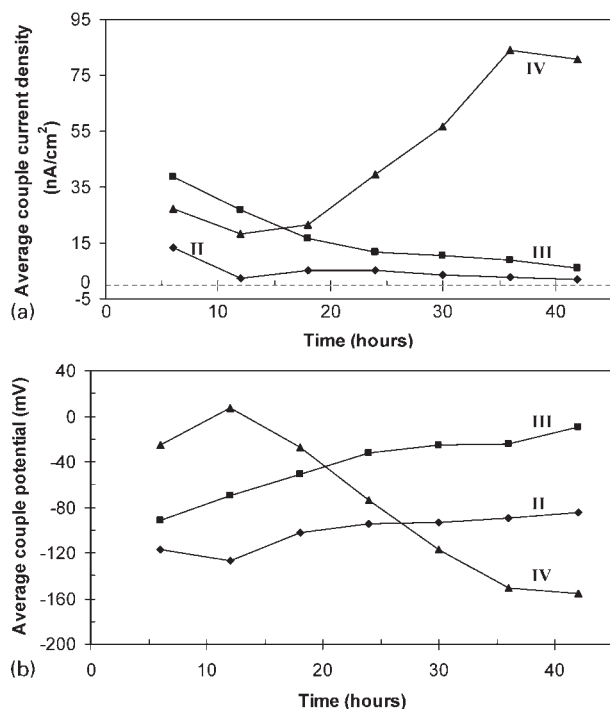 Average couple current density
(nA/cm²)
95
75
55
35
15
0
-5
IV
II
III
0
10
20
30
40
Time (hours)
(a)
Average couple potential (mV)
40
0
-40
-80
-120
-160
-200
III
II
IV
0
10
20
30
40
Time (hours)
(b)